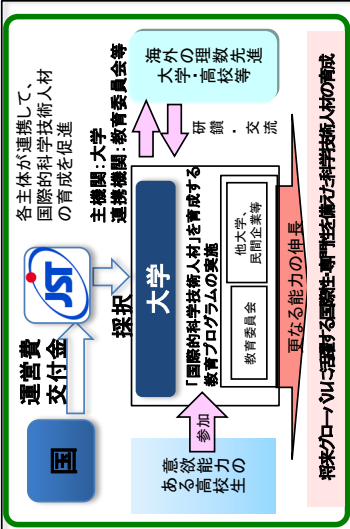 国
運営費
交付金
JST
各主体が連携して、
国際的科学技術人材
の育成を促進
採択
主機関:大学
連携機関:教育委員会等
大学
「国際的科学技術人材」を育成する
教育プログラムの実施
教育委員会
他大学、
民間企業等
海外の理数先進
大学・高校等
研鑽・交流
意欲能力の
ある高校生
参加
更なる能力の伸長
将来グローバルに活躍する国際性・専門性を備えた科学技術人材の育成